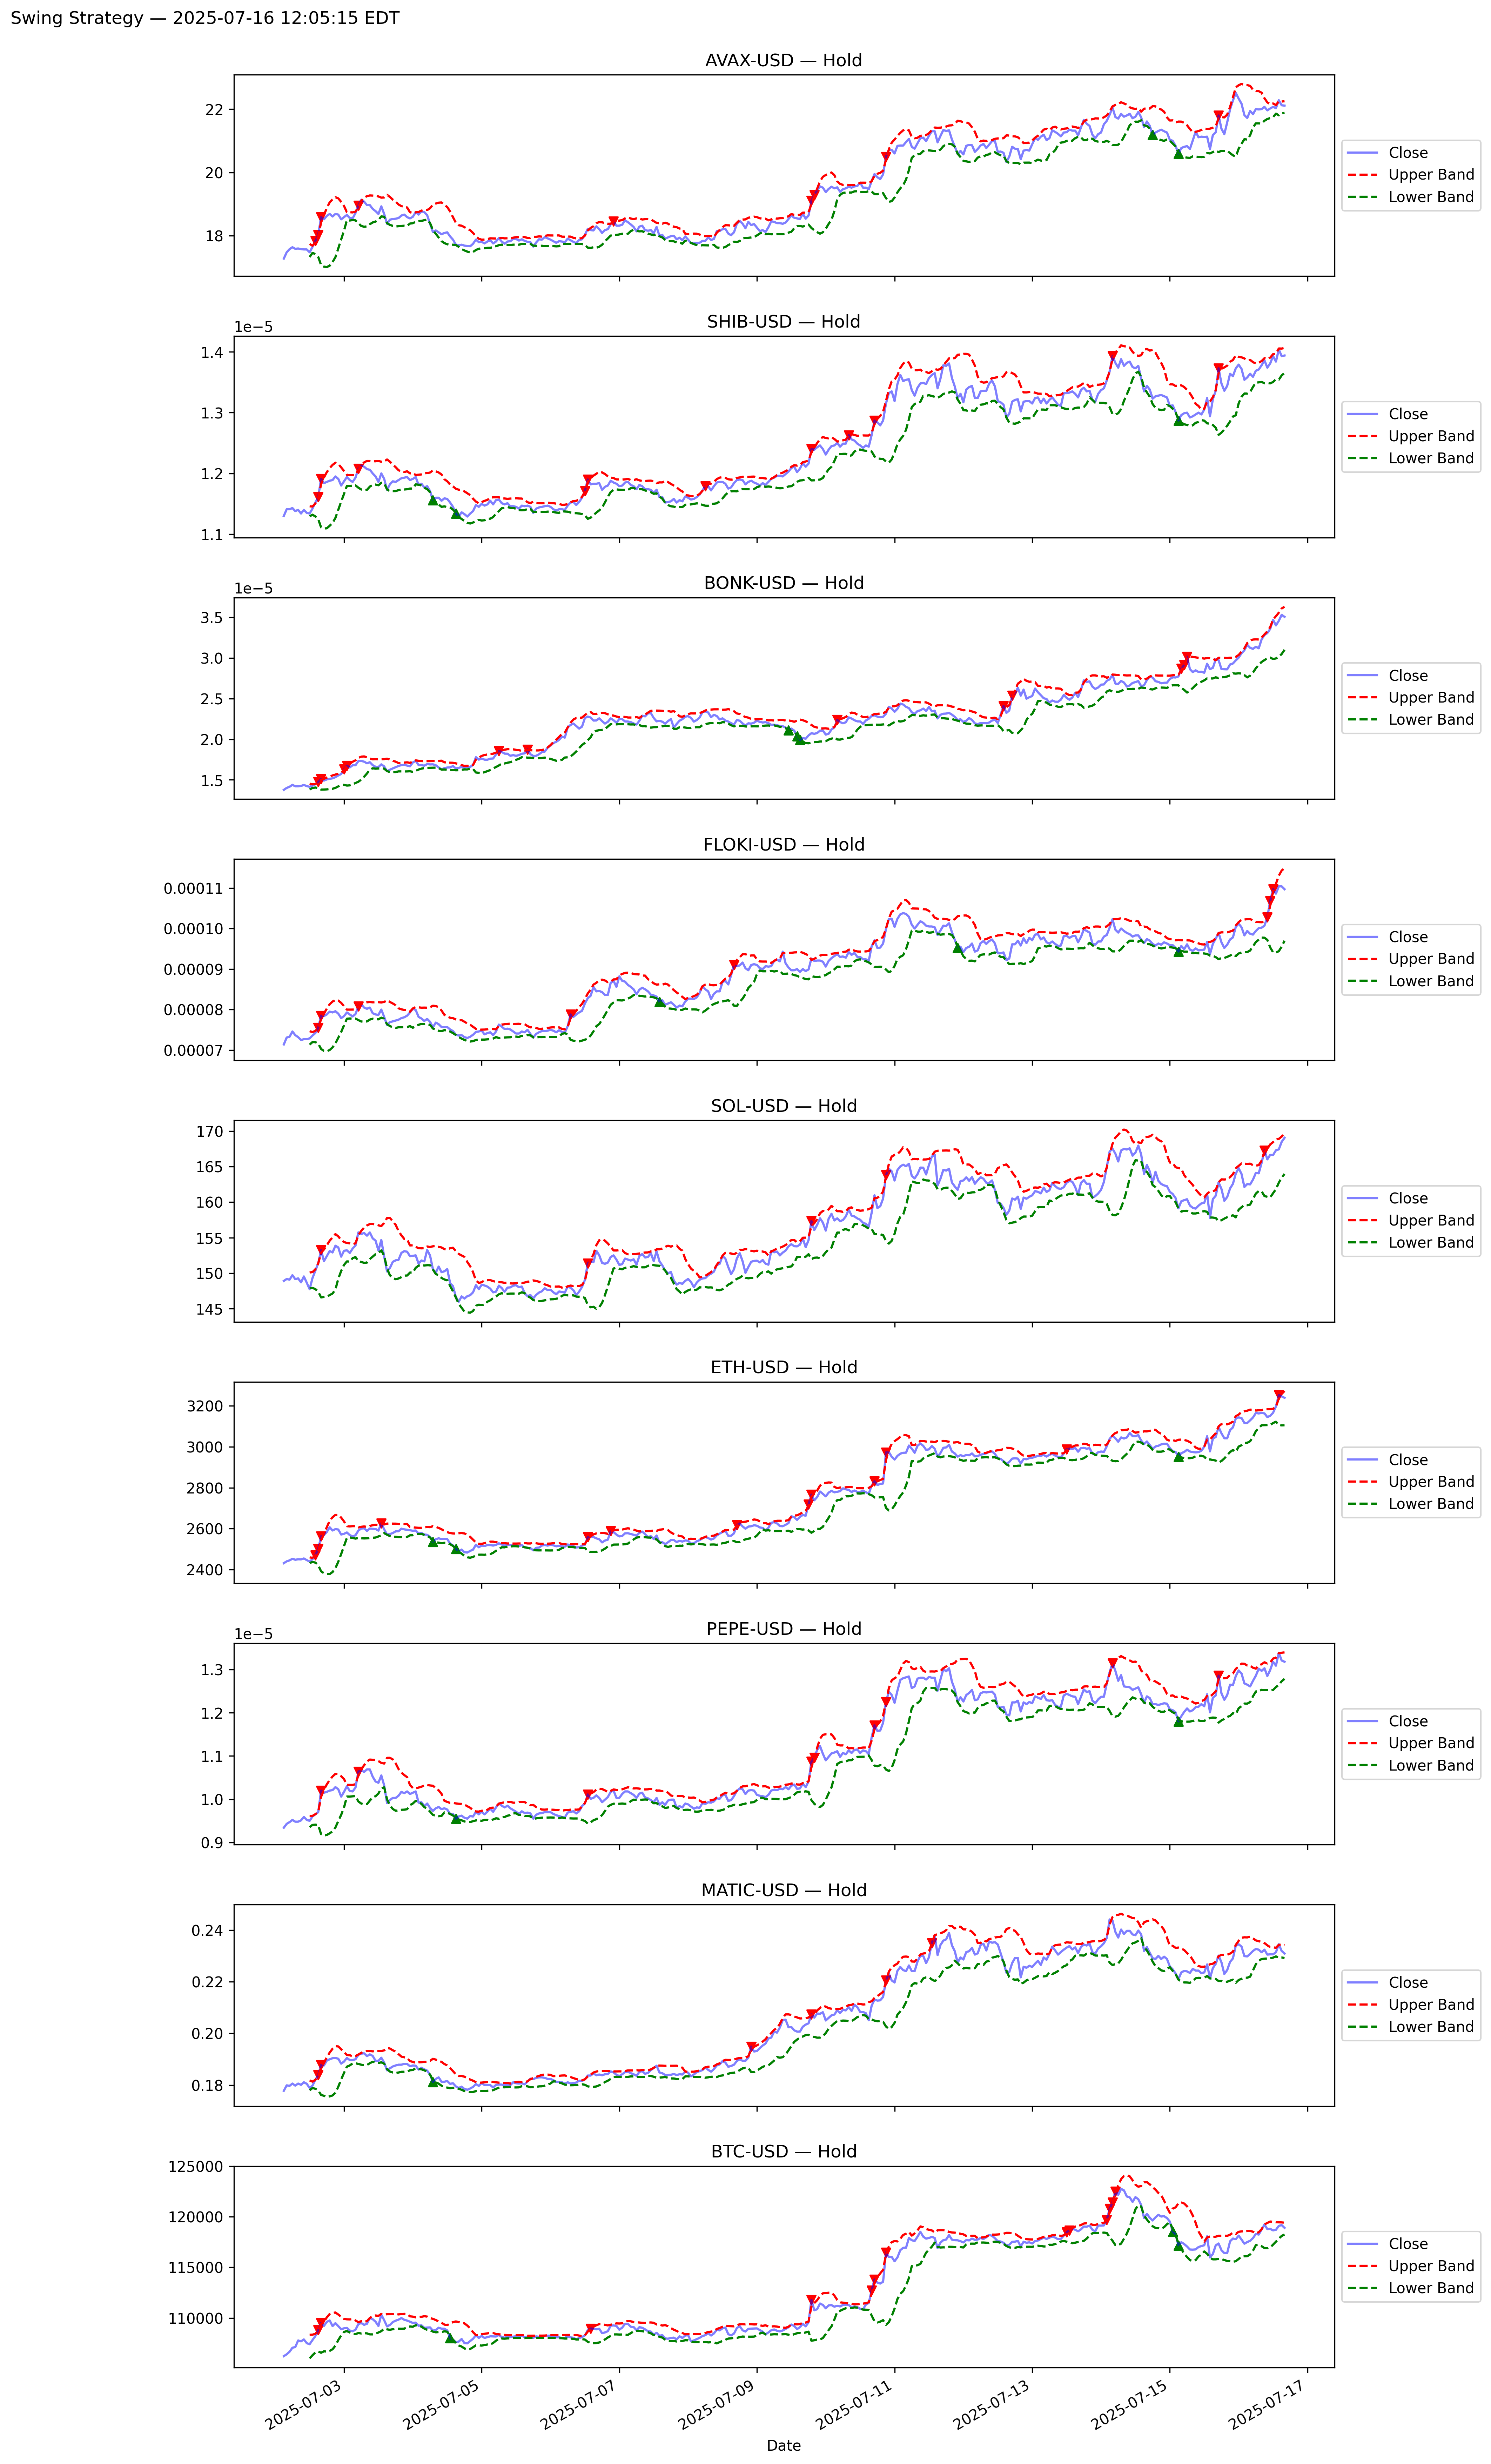 Swing Strategy — 2025-07-16 12:05:15 EDT
AVAX-USD — Hold
22
20
18
Close
Upper Band
Lower Band
SHIB-USD — Hold
1e−5
1.4
1.3
1.2
1.1
Close
Upper Band
Lower Band
BONK-USD — Hold
1e−5
3.5
3.0
2.5
2.0
1.5
Close
Upper Band
Lower Band
FLOKI-USD — Hold
0.00011
0.00010
0.00009
0.00008
0.00007
Close
Upper Band
Lower Band
SOL-USD — Hold
170
165
160
155
150
145
Close
Upper Band
Lower Band
ETH-USD — Hold
3200
3000
2800
2600
2400
Close
Upper Band
Lower Band
PEPE-USD — Hold
1e−5
1.3
1.2
1.1
1.0
0.9
Close
Upper Band
Lower Band
MATIC-USD — Hold
0.24
0.22
0.20
0.18
Close
Upper Band
Lower Band
BTC-USD — Hold
125000
120000
115000
110000
Close
Upper Band
Lower Band
2025-07-03
2025-07-05
2025-07-07
2025-07-09
2025-07-11
2025-07-13
2025-07-15
2025-07-17
Date